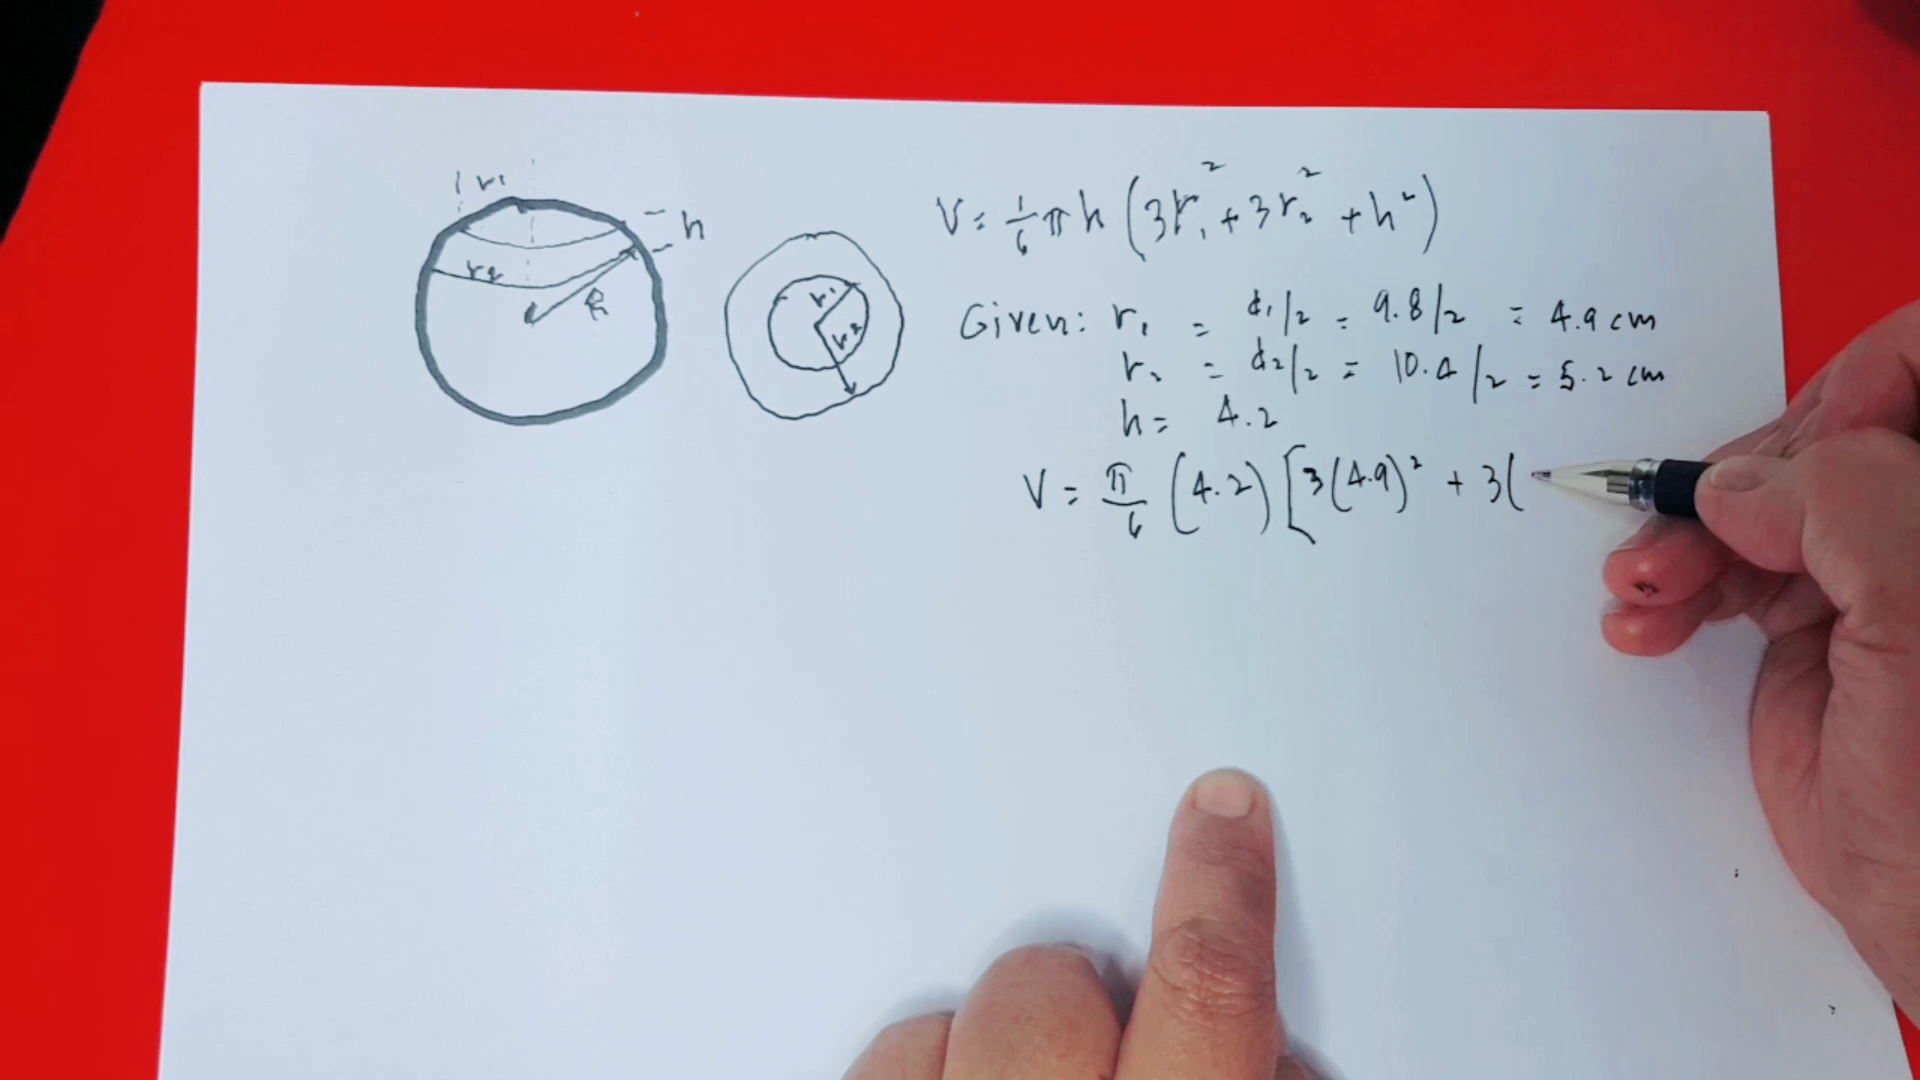 r₁
h
r₂
R
r₁
r₂
V = 1/6 π h (3r₁² + 3r₂² + h²)
Given: r₁ = d₁/2 = 9.8/2 = 4.9 cm
r₂ = d₂/2 = 10.4/2 = 5.2 cm
h = 4.2
V = π/6 (4.2) [3(4.9)² + 3(